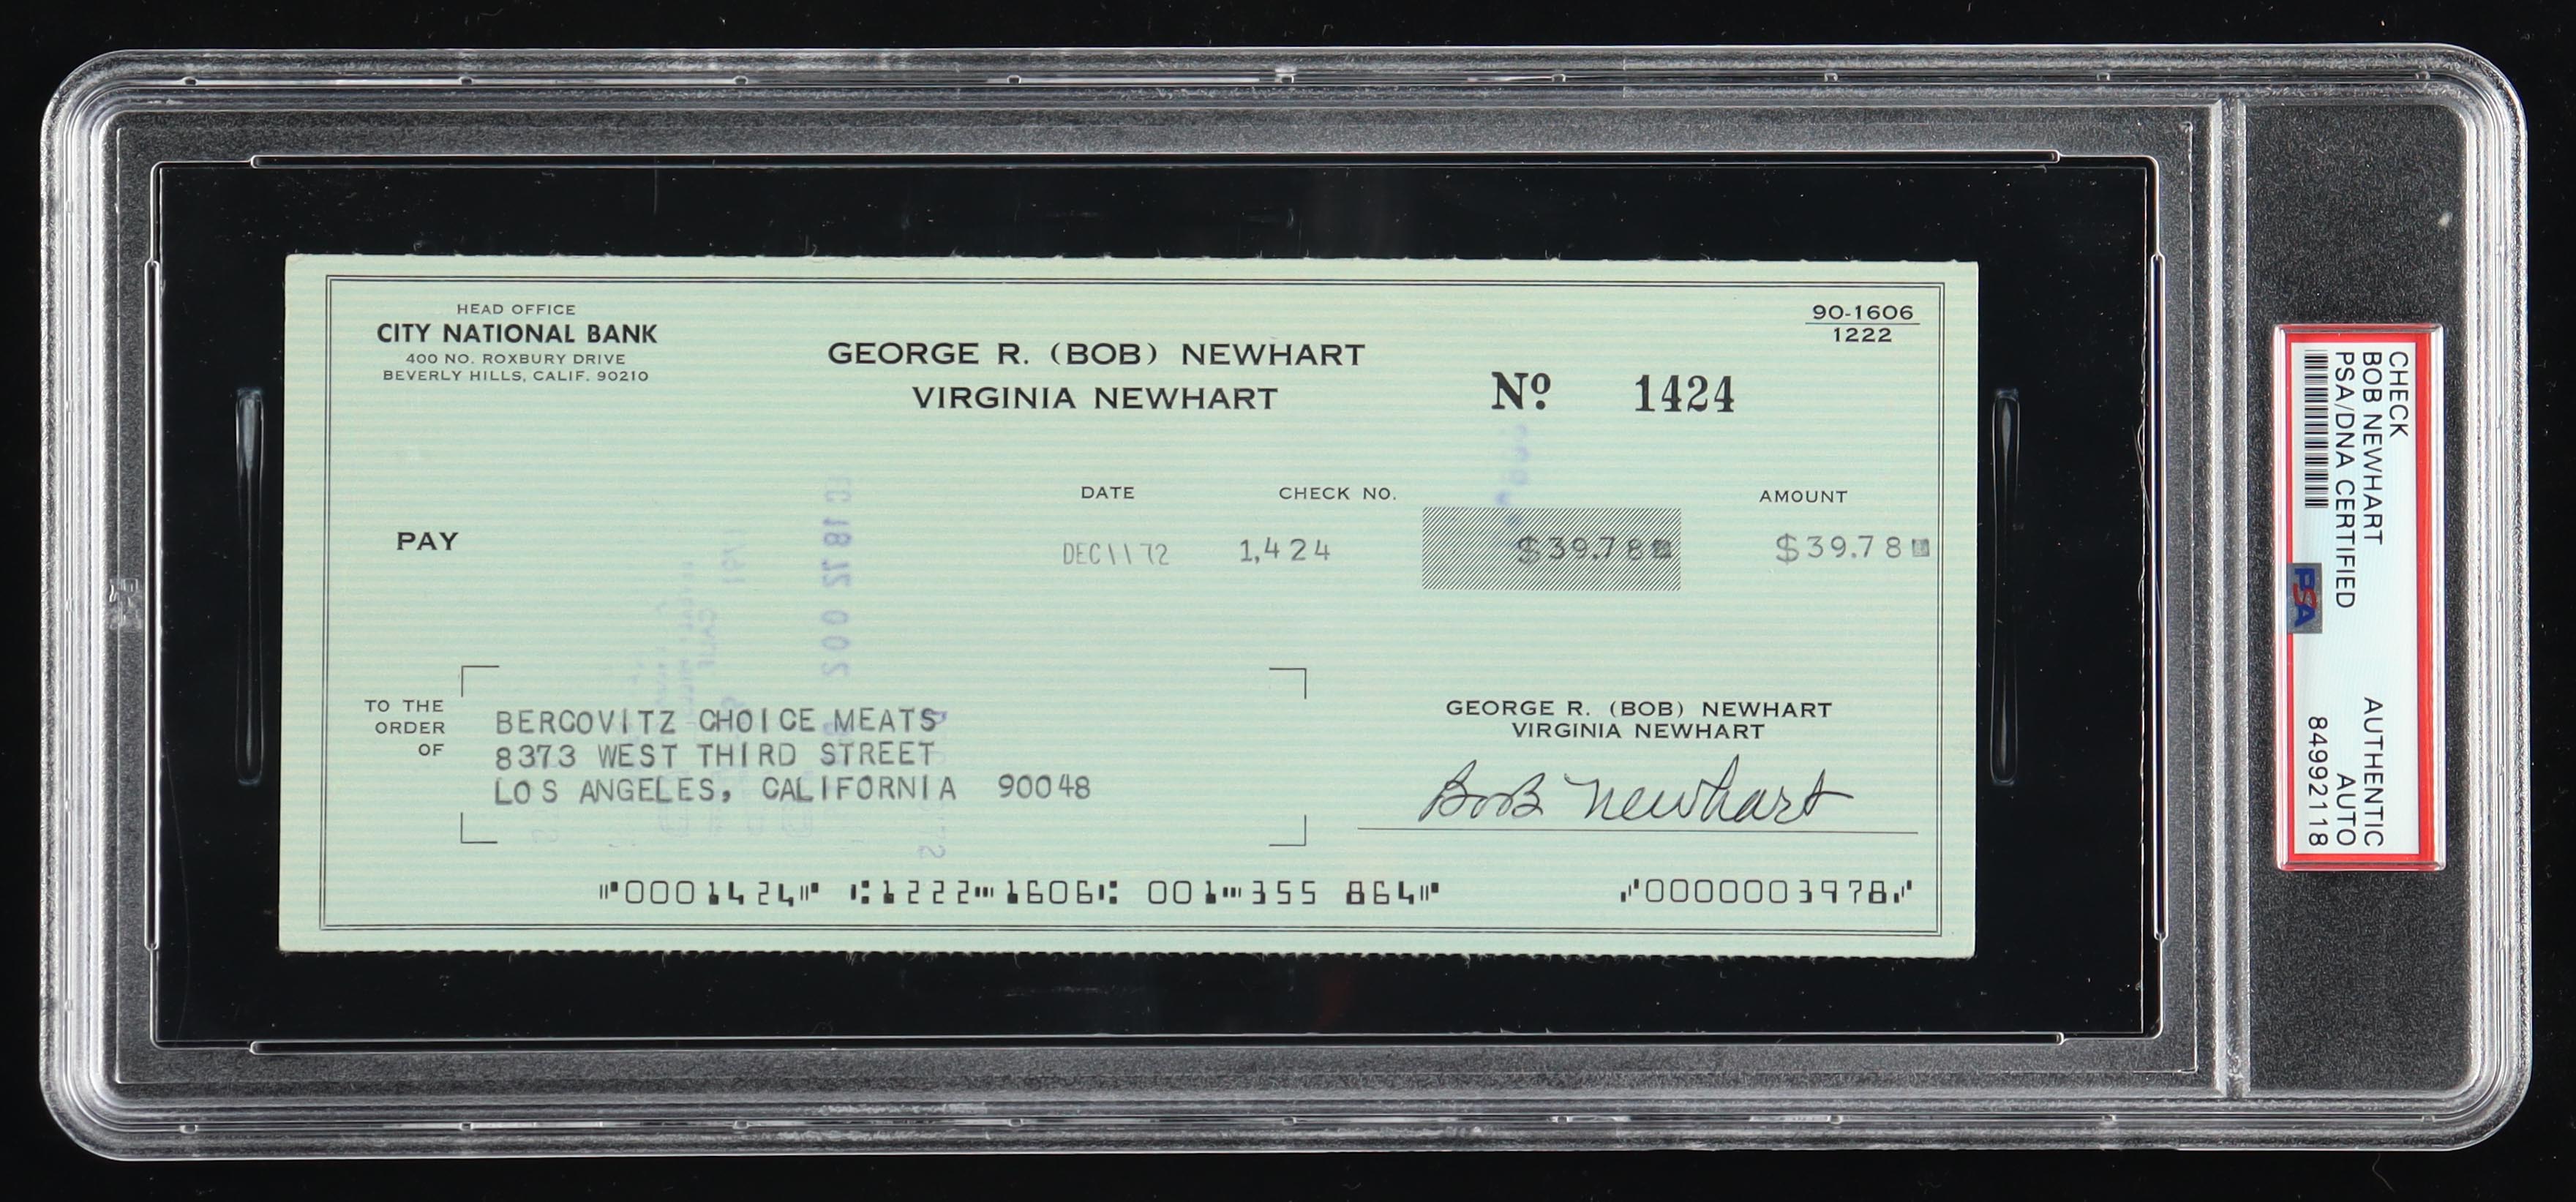 HEAD OFFICE
CITY NATIONAL BANK
400 NO. ROXBURY DRIVE
BEVERLY HILLS, CALIF. 90210
GEORGE R. (BOB) NEWHART
VIRGINIA NEWHART
90-1606
1222
Nº 1424
DATE CHECK NO. AMOUNT
PAY DEC 11 72 1,424 $39.78 $39.78
TO THE
ORDER
OF
BERCOVITZ CHOICE MEATS
8373 WEST THIRD STREET
LOS ANGELES, CALIFORNIA 90048
GEORGE R. (BOB) NEWHART
VIRGINIA NEWHART
Bob Newhart
⑈0001424⑈ ⑆1222⑉1606⑆ 001⑉355 864⑈ ⑇0000003978⑇
CHECK
BOB NEWHART AUTHENTIC
PSA/DNA CERTIFIED AUTO
PSA 84992118